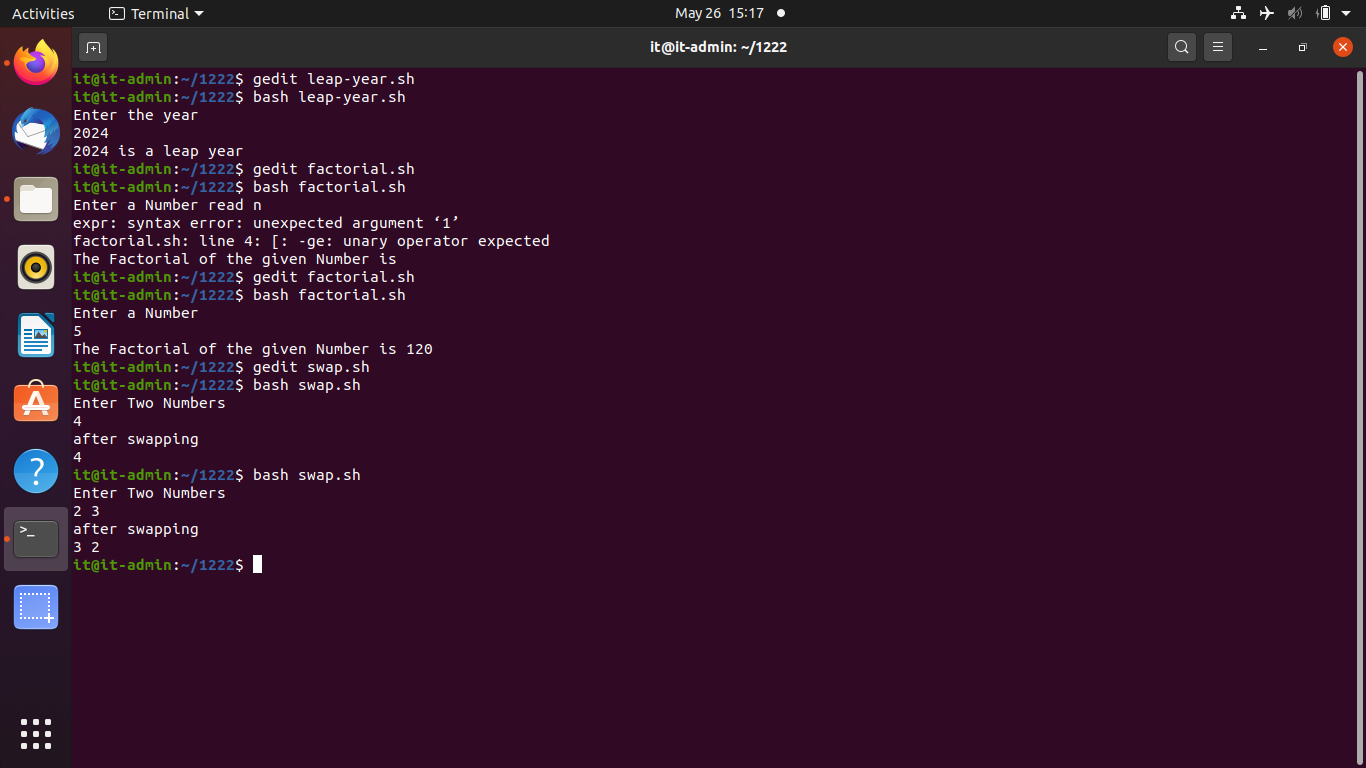 Activities
Terminal
May 26 15:17
it@it-admin: ~/1222
it@it-admin:~/1222$ gedit leap-year.sh
it@it-admin:~/1222$ bash leap-year.sh
Enter the year
2024
2024 is a leap year
it@it-admin:~/1222$ gedit factorial.sh
it@it-admin:~/1222$ bash factorial.sh
Enter a Number read n
expr: syntax error: unexpected argument ‘1’
factorial.sh: line 4: [: -ge: unary operator expected
The Factorial of the given Number is
it@it-admin:~/1222$ gedit factorial.sh
it@it-admin:~/1222$ bash factorial.sh
Enter a Number
5
The Factorial of the given Number is 120
it@it-admin:~/1222$ gedit swap.sh
it@it-admin:~/1222$ bash swap.sh
Enter Two Numbers
4
after swapping
4
it@it-admin:~/1222$ bash swap.sh
Enter Two Numbers
2 3
after swapping
3 2
it@it-admin:~/1222$